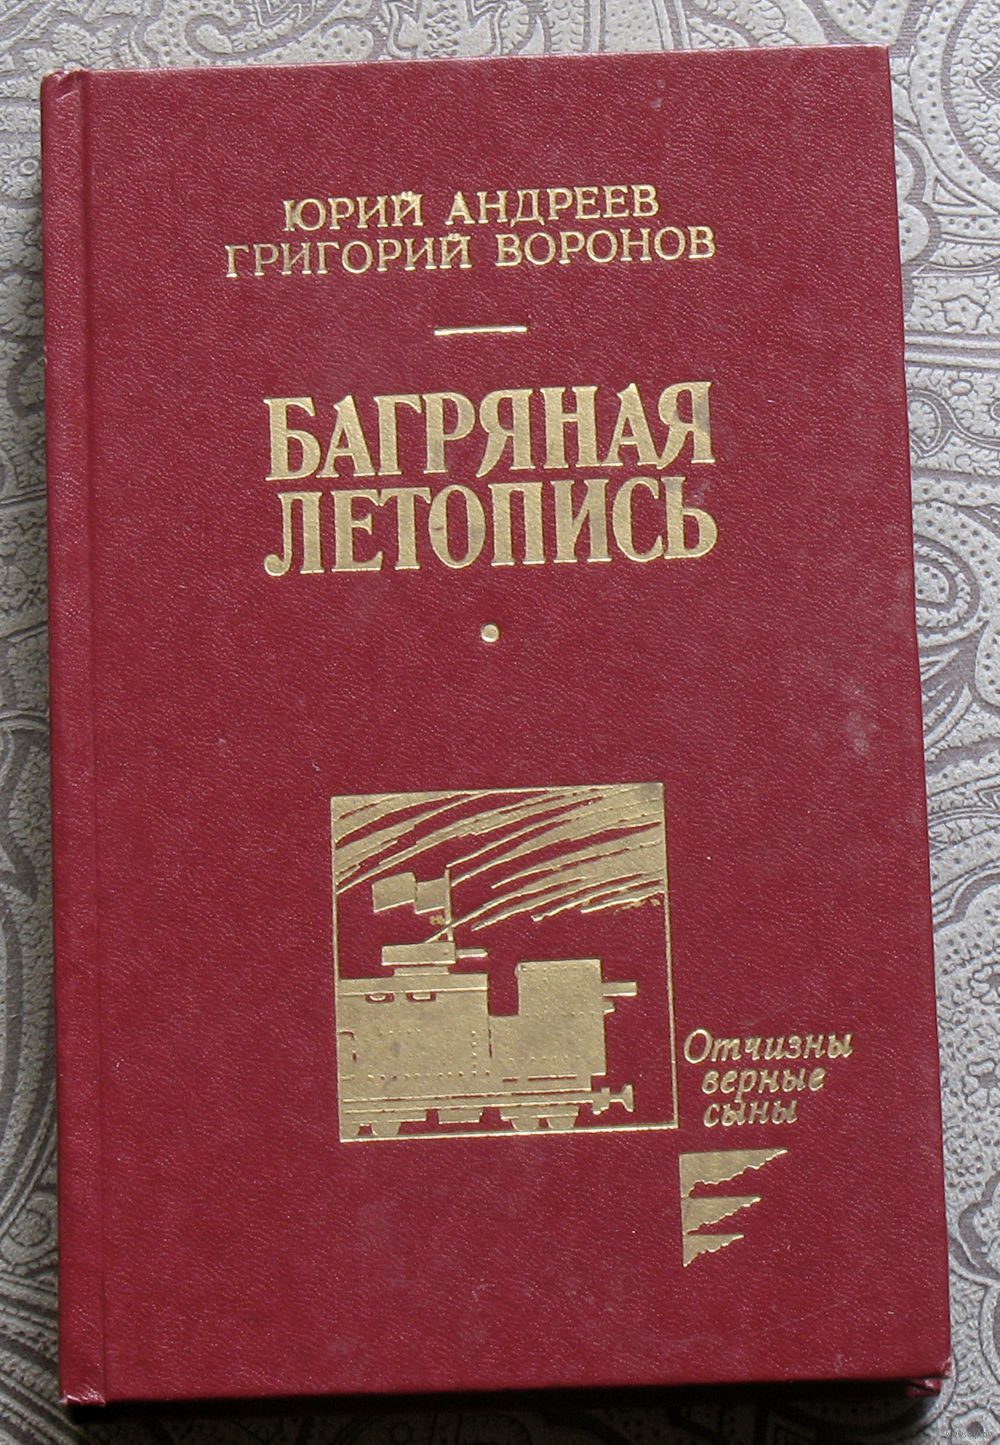 ЮРИЙ АНДРЕЕВ
ГРИГОРИЙ ВОРОНОВ
БАГРЯНАЯ
ЛЕТОПИСЬ
Отчизны
верные
сыны